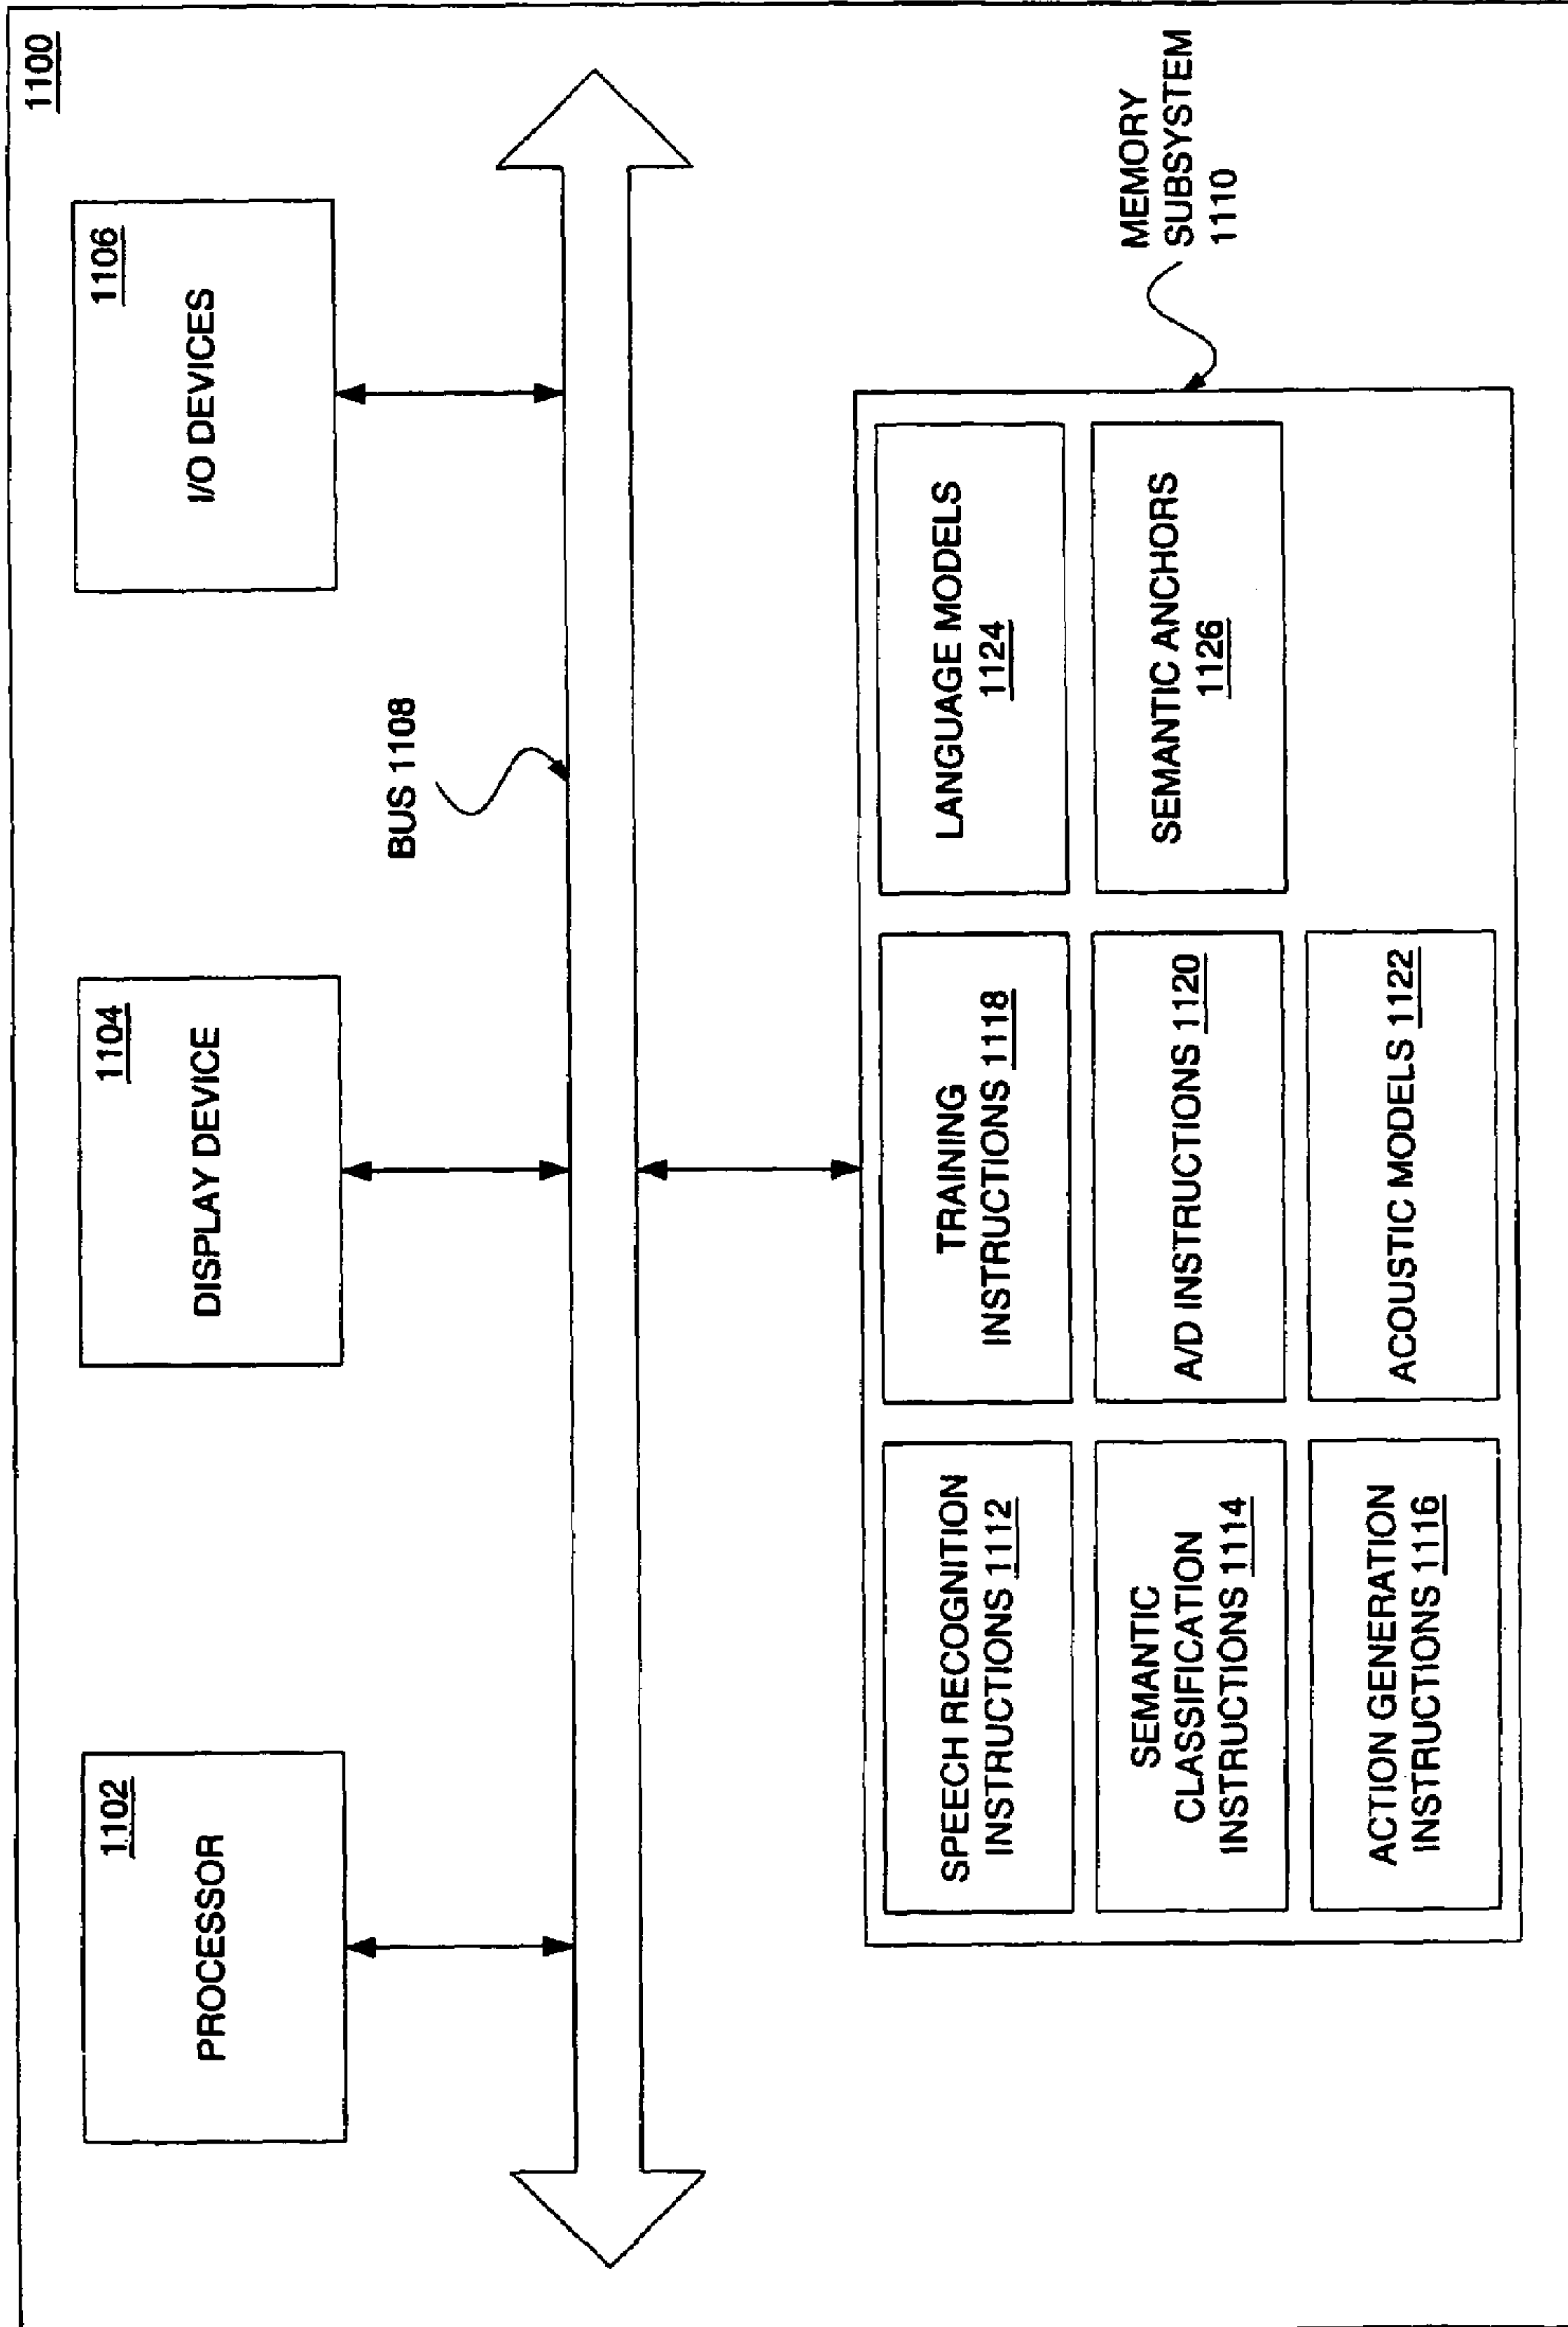 1100
1102
PROCESSOR
1104
DISPLAY DEVICE
1106
I/O DEVICES
BUS 1108
SPEECH RECOGNITION
INSTRUCTIONS 1112
TRAINING
INSTRUCTIONS 1118
LANGUAGE MODELS
1124
SEMANTIC
CLASSIFICATION
INSTRUCTIONS 1114
A/D INSTRUCTIONS 1120
SEMANTIC ANCHORS
1126
ACTION GENERATION
INSTRUCTIONS 1116
ACOUSTIC MODELS 1122
MEMORY
SUBSYSTEM
1110